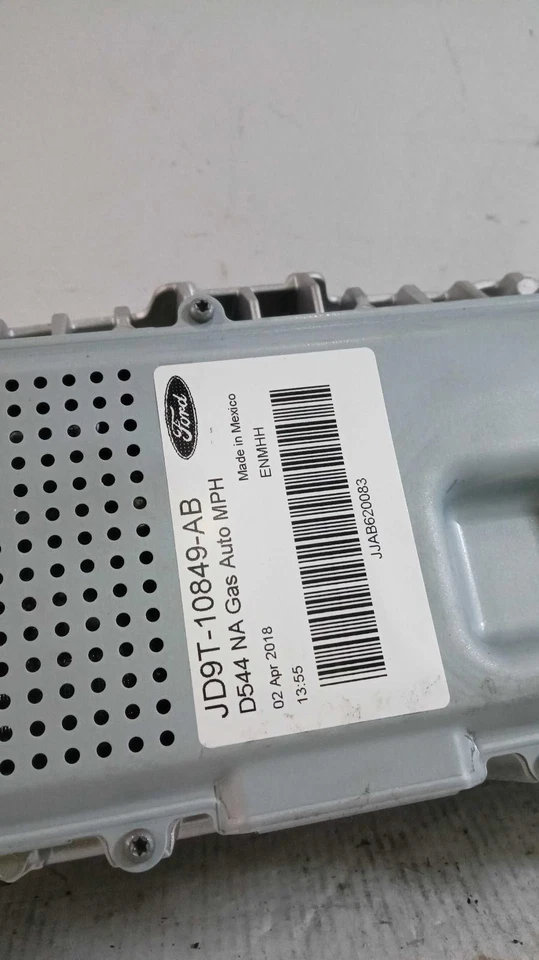 Ford
Made in Mexico
ENMHH
JD9T-10849-AB
D544 NA Gas Auto MPH
02 Apr 2018
13:55
JJAB620083